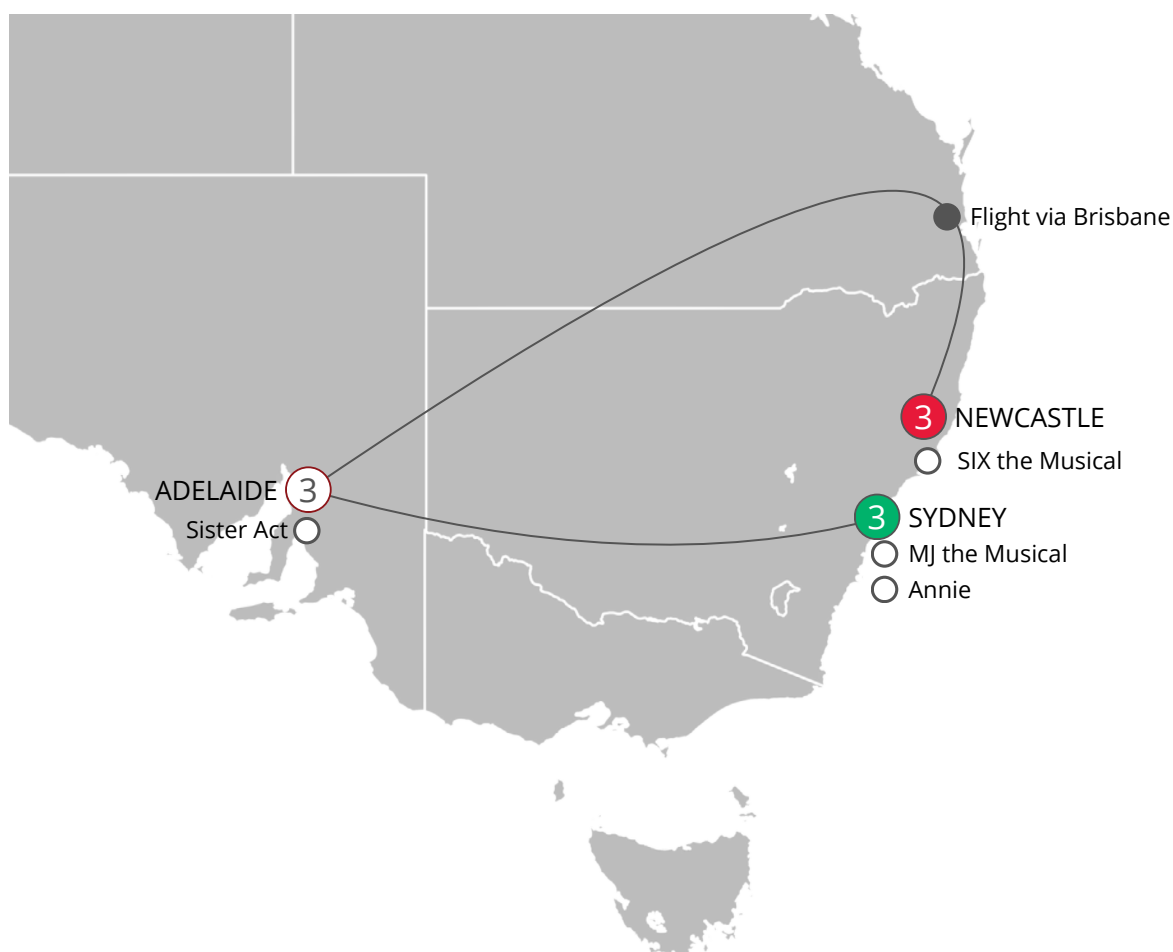 Flight via Brisbane
3 NEWCASTLE
SIX the Musical
ADELAIDE 3
Sister Act
3 SYDNEY
MJ the Musical
Annie